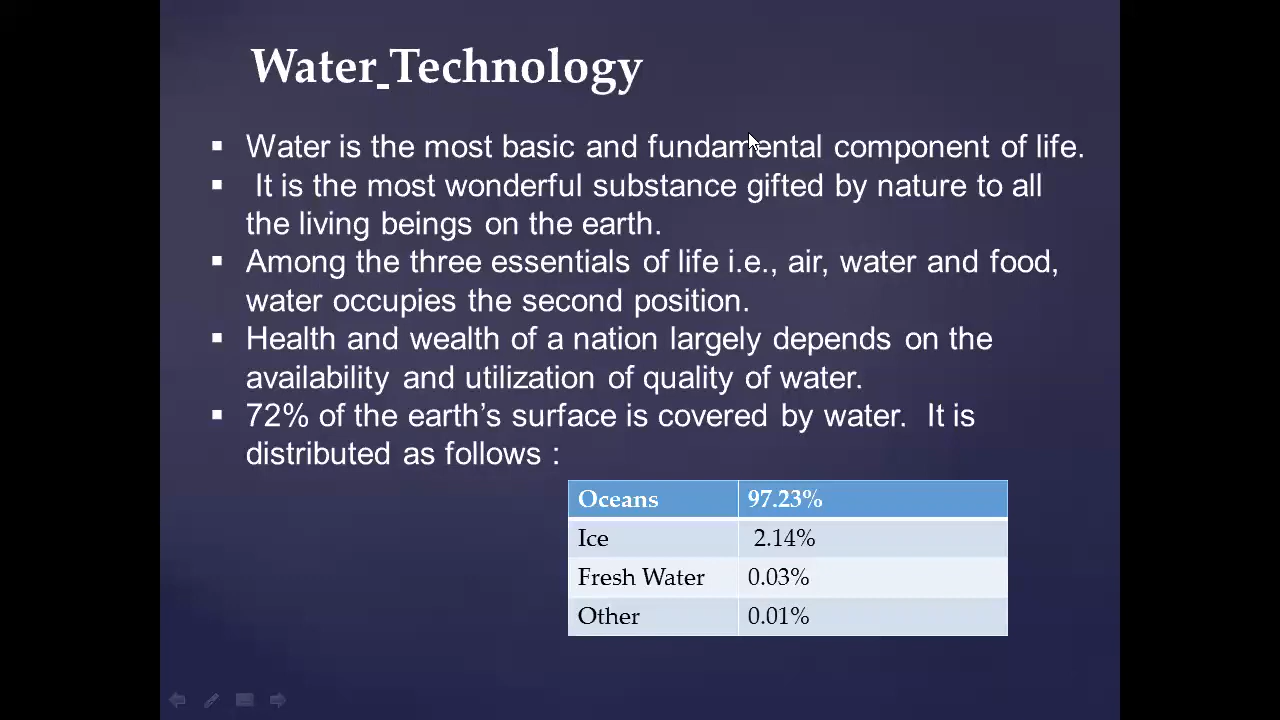 Water Technology
▪ Water is the most basic and fundamental component of life.
▪ It is the most wonderful substance gifted by nature to all
the living beings on the earth.
▪ Among the three essentials of life i.e., air, water and food,
water occupies the second position.
▪ Health and wealth of a nation largely depends on the
availability and utilization of quality of water.
▪ 72% of the earth’s surface is covered by water. It is
distributed as follows :
Oceans 97.23%
Ice 2.14%
Fresh Water 0.03%
Other 0.01%